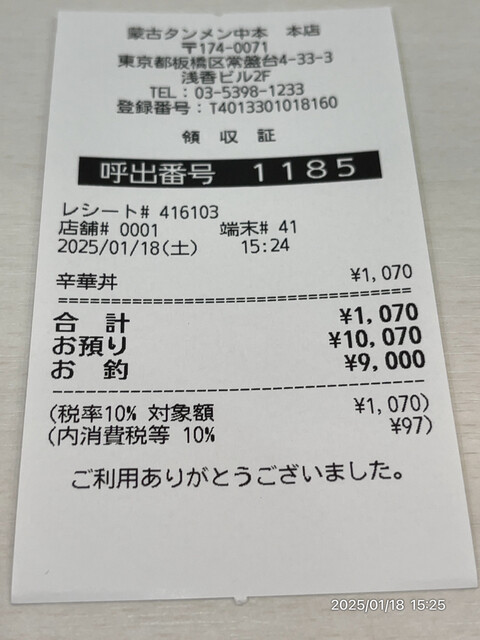 蒙古タンメン中本 本店
〒174-0071
東京都板橋区常盤台4-33-3
浅香ビル2F
TEL：03-5398-1233
登録番号：T4013301018160
領 収 証
呼出番号 1185
レシート# 416103
店舗# 0001 端末# 41
2025/01/18(土) 15:24
辛華丼 ¥1,070
合 計 ¥1,070
お預り ¥10,070
お 釣 ¥9,000
(税率10% 対象額 ¥1,070)
(内消費税等 10% ¥97)
ご利用ありがとうございました。
2025/01/18 15:25